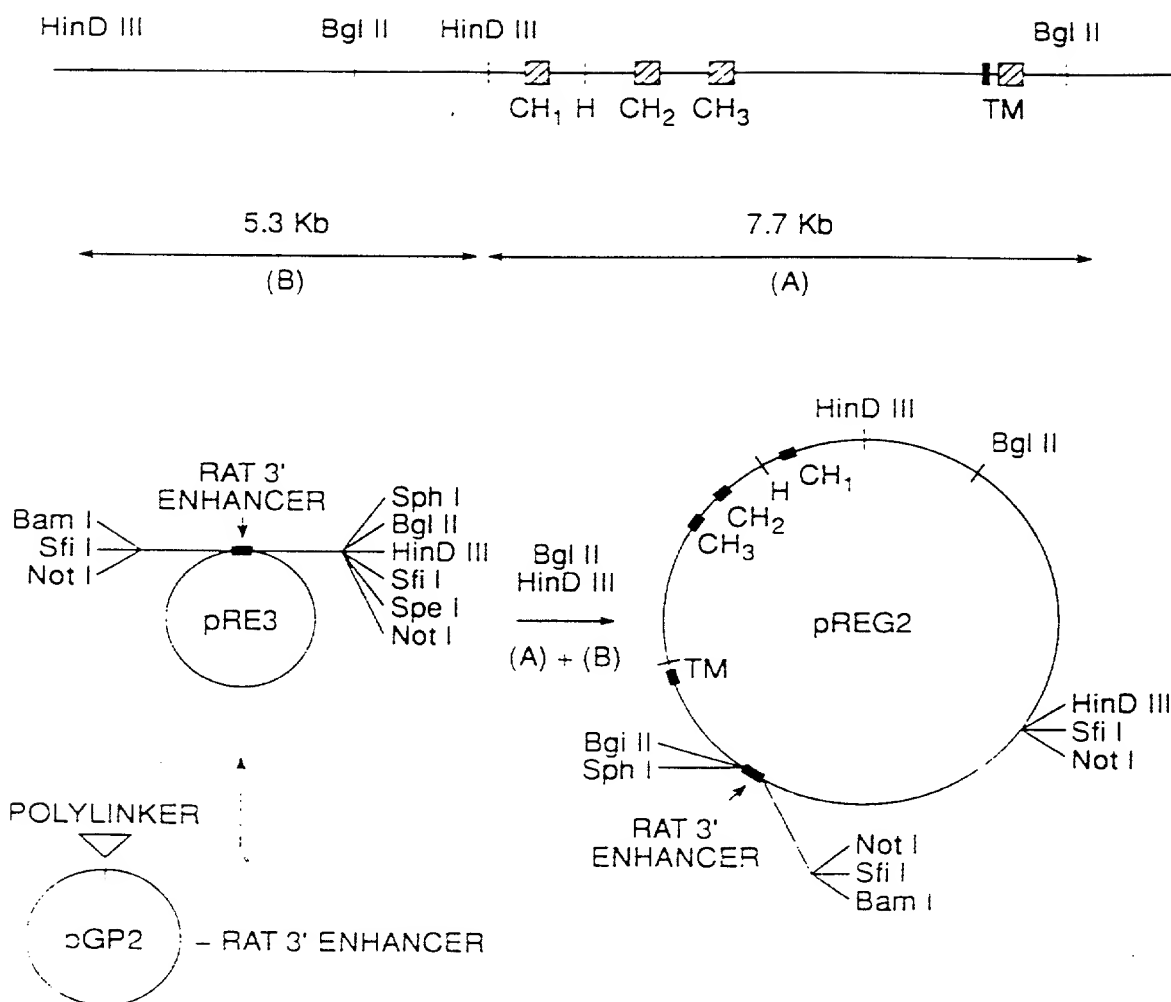 HinD III
Bgl II
HinD III
Bgl II
CH1
H
CH2
CH3
TM
5.3 Kb
(B)
7.7 Kb
(A)
RAT 3'
ENHANCER
Bam I
Sfi I
Not I
Sph I
Bgl II
HinD III
Sfi I
Spe I
Not I
pRE3
Bgl II
HinD III
(A) + (B)
HinD III
Bgl II
CH1
H
CH2
CH3
pREG2
TM
Bgl II
Sph I
HinD III
Sfi I
Not I
RAT 3'
ENHANCER
Not I
Sfi I
Bam I
POLYLINKER
pGP2
– RAT 3' ENHANCER